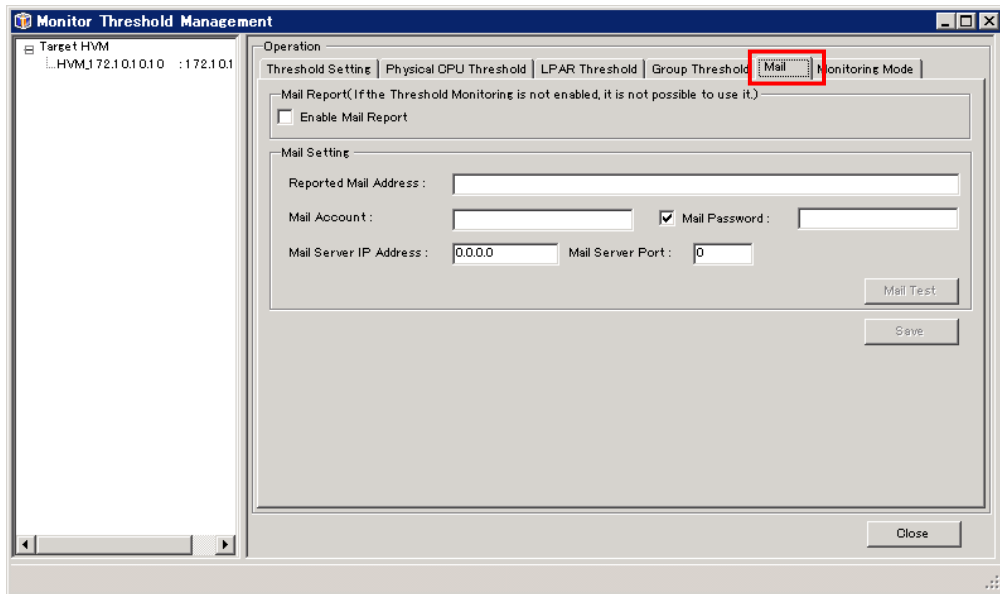 Monitor Threshold Management
Target HVM
HVM_172.10.10.10 :172.10.1
Operation
Threshold Setting Physical CPU Threshold LPAR Threshold Group Threshold Mail Monitoring Mode
Mail Report(If the Threshold Monitoring is not enabled, it is not possible to use it.)
Enable Mail Report
Mail Setting
Reported Mail Address :
Mail Account : Mail Password :
Mail Server IP Address : 0.0.0.0 Mail Server Port : 0
Mail Test
Save
Close